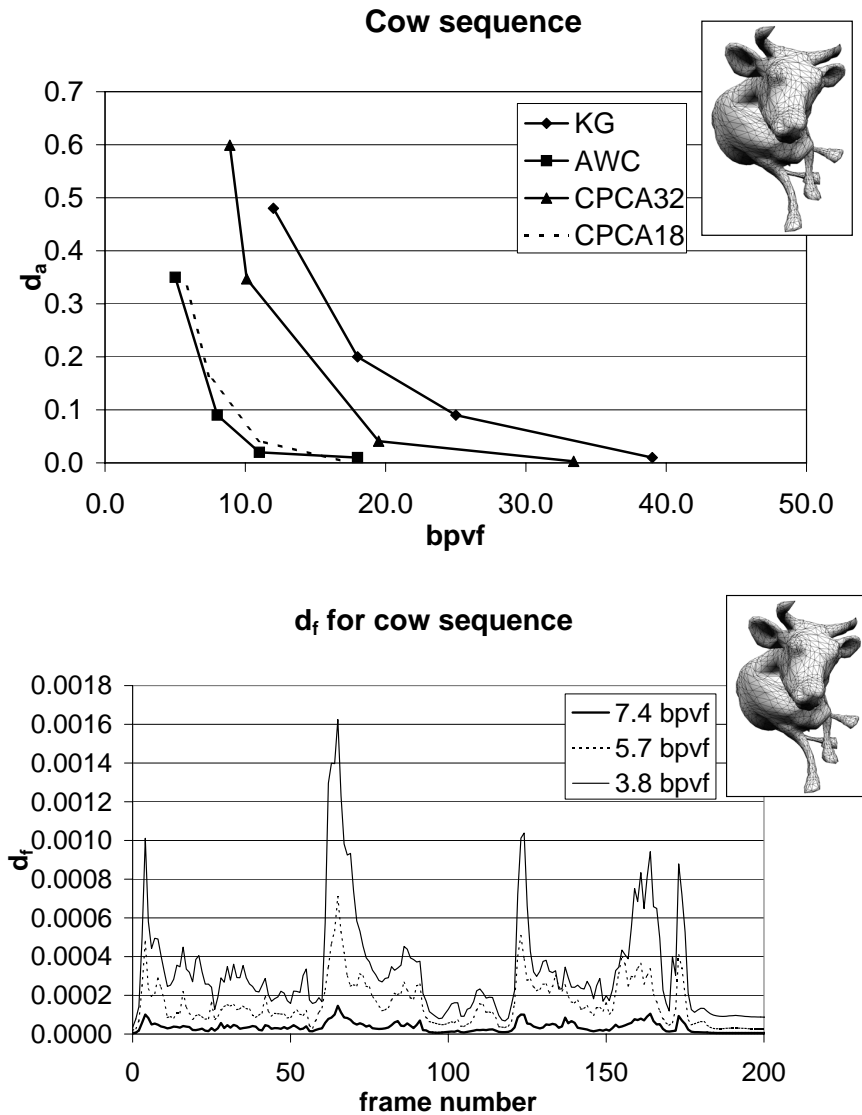 Cow sequence
0.7
0.6
0.5
0.4
0.3
0.2
0.1
0.0
da
KG
AWC
CPCA32
CPCA18
0.0 10.0 20.0 30.0 40.0 50.0
bpvf
df for cow sequence
0.0018
0.0016
0.0014
0.0012
0.0010
0.0008
0.0006
0.0004
0.0002
0.0000
df
7.4 bpvf
5.7 bpvf
3.8 bpvf
0 50 100 150 200
frame number